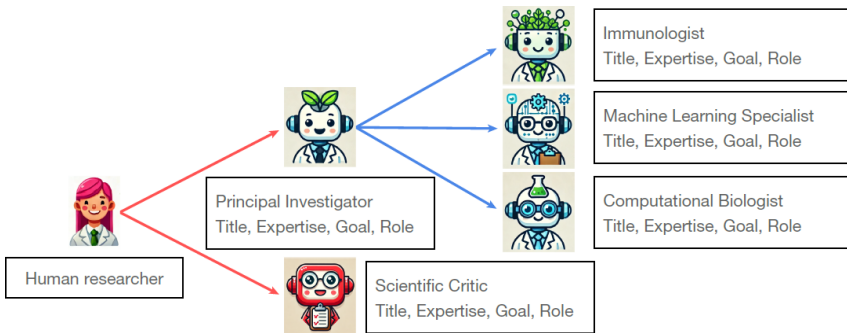 Immunologist
Title, Expertise, Goal, Role
Machine Learning Specialist
Title, Expertise, Goal, Role
Principal Investigator
Title, Expertise, Goal, Role
Computational Biologist
Title, Expertise, Goal, Role
Human researcher
Scientific Critic
Title, Expertise, Goal, Role